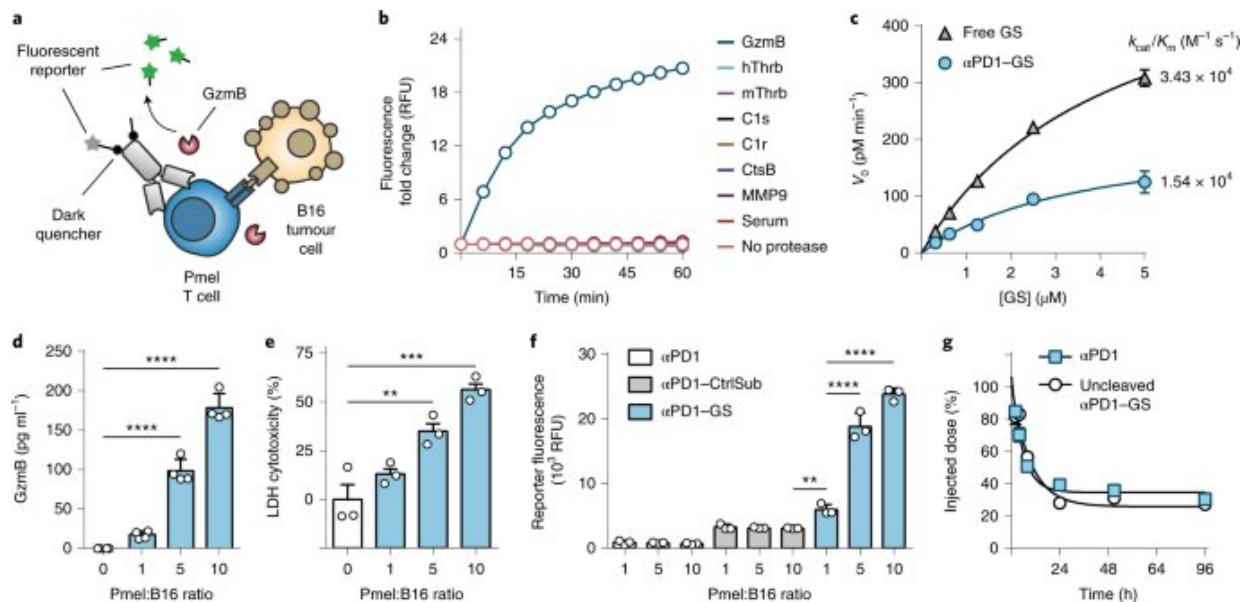 a
Fluorescent
reporter
GzmB
Dark
quencher
Pmel
T cell
B16
tumour
cell
b
Fluorescence
fold change (RFU)
24
18
12
6
0
15
30
45
60
Time (min)
GzmB
hThrb
mThrb
C1s
C1r
CtsB
MMP9
Serum
No protease
c
Free GS
αPD1–GS
kcat/Km (M−1 s−1)
3.43 × 10⁴
1.54 × 10⁴
V0 (pM min−1)
400
300
200
100
0
1
2
3
4
5
[GS] (μM)
d
GzmB (pg ml−1)
250
200
150
100
50
0
****
****
0
1
5
10
Pmel:B16 ratio
e
LDH cytotoxicity (%)
75
50
25
0
***
**
0
1
5
10
Pmel:B16 ratio
f
αPD1
αPD1–CtrlSub
αPD1–GS
Reporter fluorescence
(10³ RFU)
30
20
10
0
****
****
**
1
5
10
1
5
10
1
5
10
Pmel:B16 ratio
g
αPD1
Uncleaved
αPD1–GS
Injected dose (%)
100
80
60
40
20
0
24
48
64
96
Time (h)